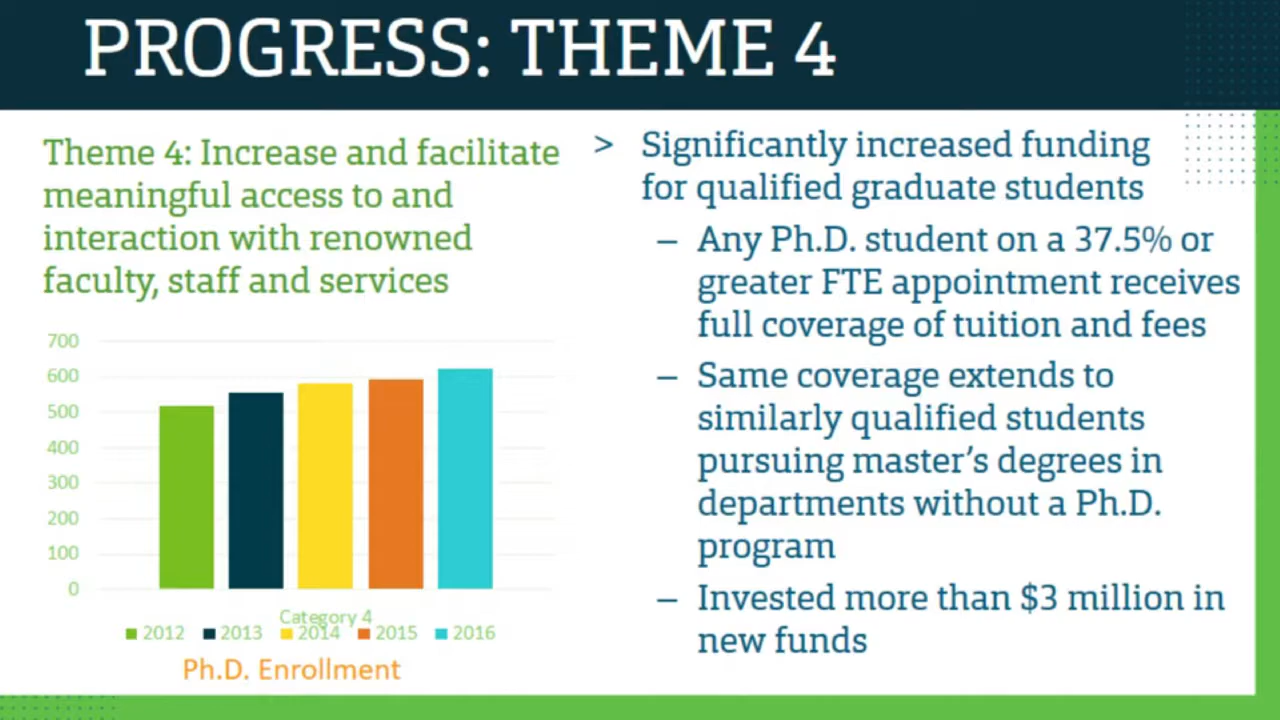 PROGRESS: THEME 4
Theme 4: Increase and facilitate
meaningful access to and
interaction with renowned
faculty, staff and services
700
600
500
400
300
200
100
0
Category 4
2012 2013 2014 2015 2016
Ph.D. Enrollment
> Significantly increased funding
for qualified graduate students
– Any Ph.D. student on a 37.5% or
greater FTE appointment receives
full coverage of tuition and fees
– Same coverage extends to
similarly qualified students
pursuing master's degrees in
departments without a Ph.D.
program
– Invested more than $3 million in
new funds